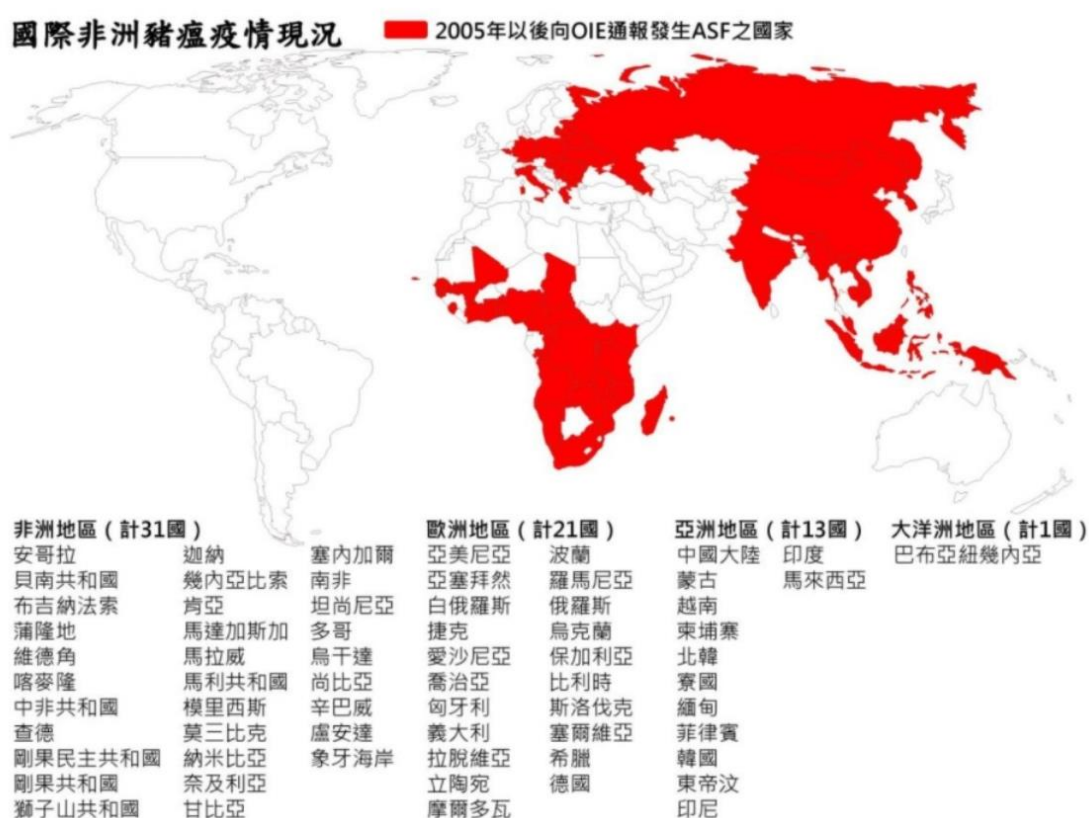 國際非洲豬瘟疫情現況
2005年以後向OIE通報發生ASF之國家
非洲地區（計31國）
安哥拉 迦納 塞內加爾
貝南共和國 幾內亞比索 南非
布吉納法索 肯亞 坦尚尼亞
蒲隆地 馬達加斯加 多哥
維德角 馬拉威 烏干達
喀麥隆 馬利共和國 尚比亞
中非共和國 模里西斯 辛巴威
查德 莫三比克 盧安達
剛果民主共和國 納米比亞 象牙海岸
剛果共和國 奈及利亞
獅子山共和國 甘比亞
歐洲地區（計21國）
亞美尼亞 波蘭
亞塞拜然 羅馬尼亞
白俄羅斯 俄羅斯
捷克 烏克蘭
愛沙尼亞 保加利亞
喬治亞 比利時
匈牙利 斯洛伐克
義大利 塞爾維亞
拉脫維亞 希臘
立陶宛 德國
摩爾多瓦
亞洲地區（計13國）
中國大陸 印度
蒙古 馬來西亞
越南
柬埔寨
北韓
寮國
緬甸
菲律賓
韓國
東帝汶
印尼
大洋洲地區（計1國）
巴布亞紐幾內亞